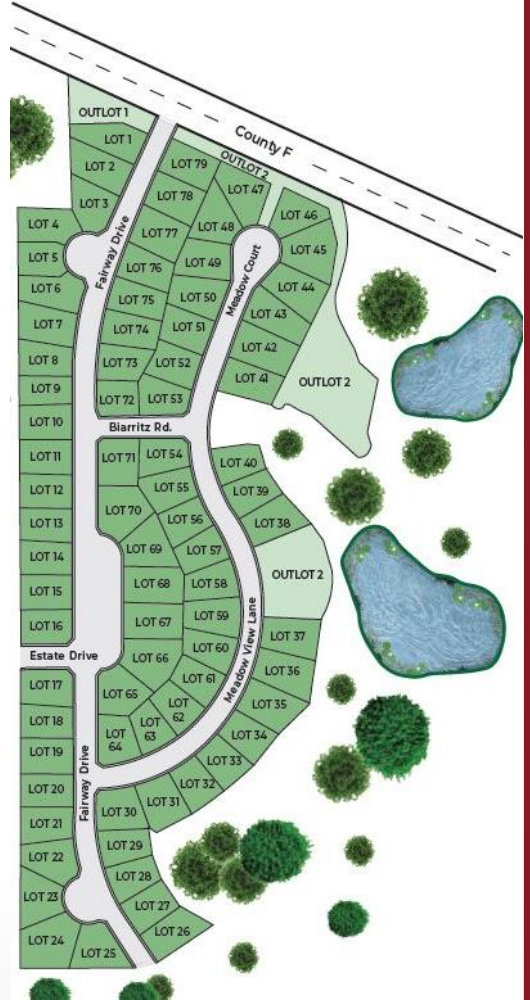 OUTLOT 1
County F
LOT 1
LOT 2
LOT 3
LOT 4
LOT 5
LOT 6
LOT 7
LOT 8
LOT 9
LOT 10
LOT 11
LOT 12
LOT 13
LOT 14
LOT 15
LOT 16
Estate Drive
LOT 17
LOT 18
LOT 19
LOT 20
LOT 21
LOT 22
LOT 23
LOT 24
LOT 25
Fairway Drive
Fairway Drive
OUTLOT 2
LOT 79
LOT 78
LOT 77
LOT 76
LOT 75
LOT 74
LOT 73
LOT 72
LOT 47
LOT 48
LOT 49
LOT 50
LOT 51
LOT 52
LOT 53
Meadow Court
LOT 46
LOT 45
LOT 44
LOT 43
LOT 42
LOT 41
OUTLOT 2
Biarritz Rd.
LOT 71
LOT 70
LOT 54
LOT 55
LOT 56
LOT 57
LOT 69
LOT 58
LOT 68
LOT 59
LOT 67
LOT 60
LOT 66
LOT 61
LOT 65
LOT
62
LOT
63
LOT
64
Meadow View Lane
LOT 40
LOT 39
LOT 38
OUTLOT 2
LOT 37
LOT 36
LOT 35
LOT 34
LOT 33
LOT 32
LOT 31
LOT 30
LOT 29
LOT 28
LOT 27
LOT 26